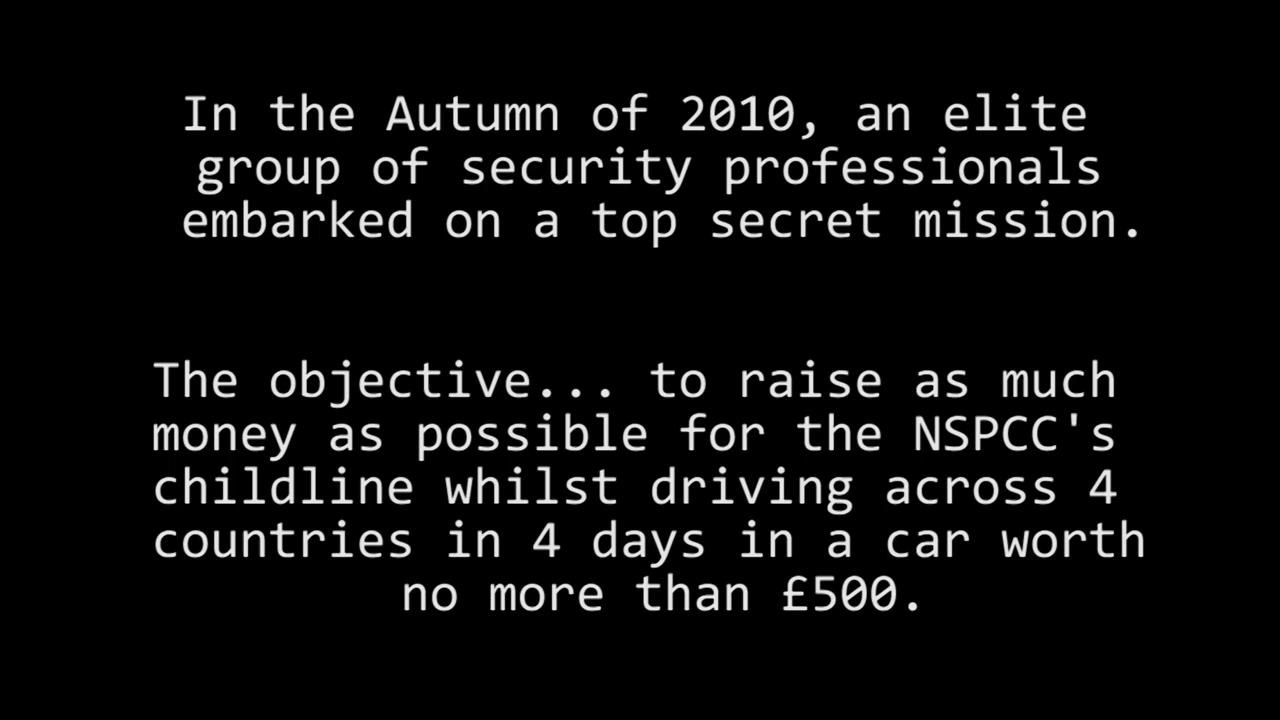 In the Autumn of 2010, an elite
group of security professionals
embarked on a top secret mission.
The objective... to raise as much
money as possible for the NSPCC's
childline whilst driving across 4
countries in 4 days in a car worth
no more than £500.